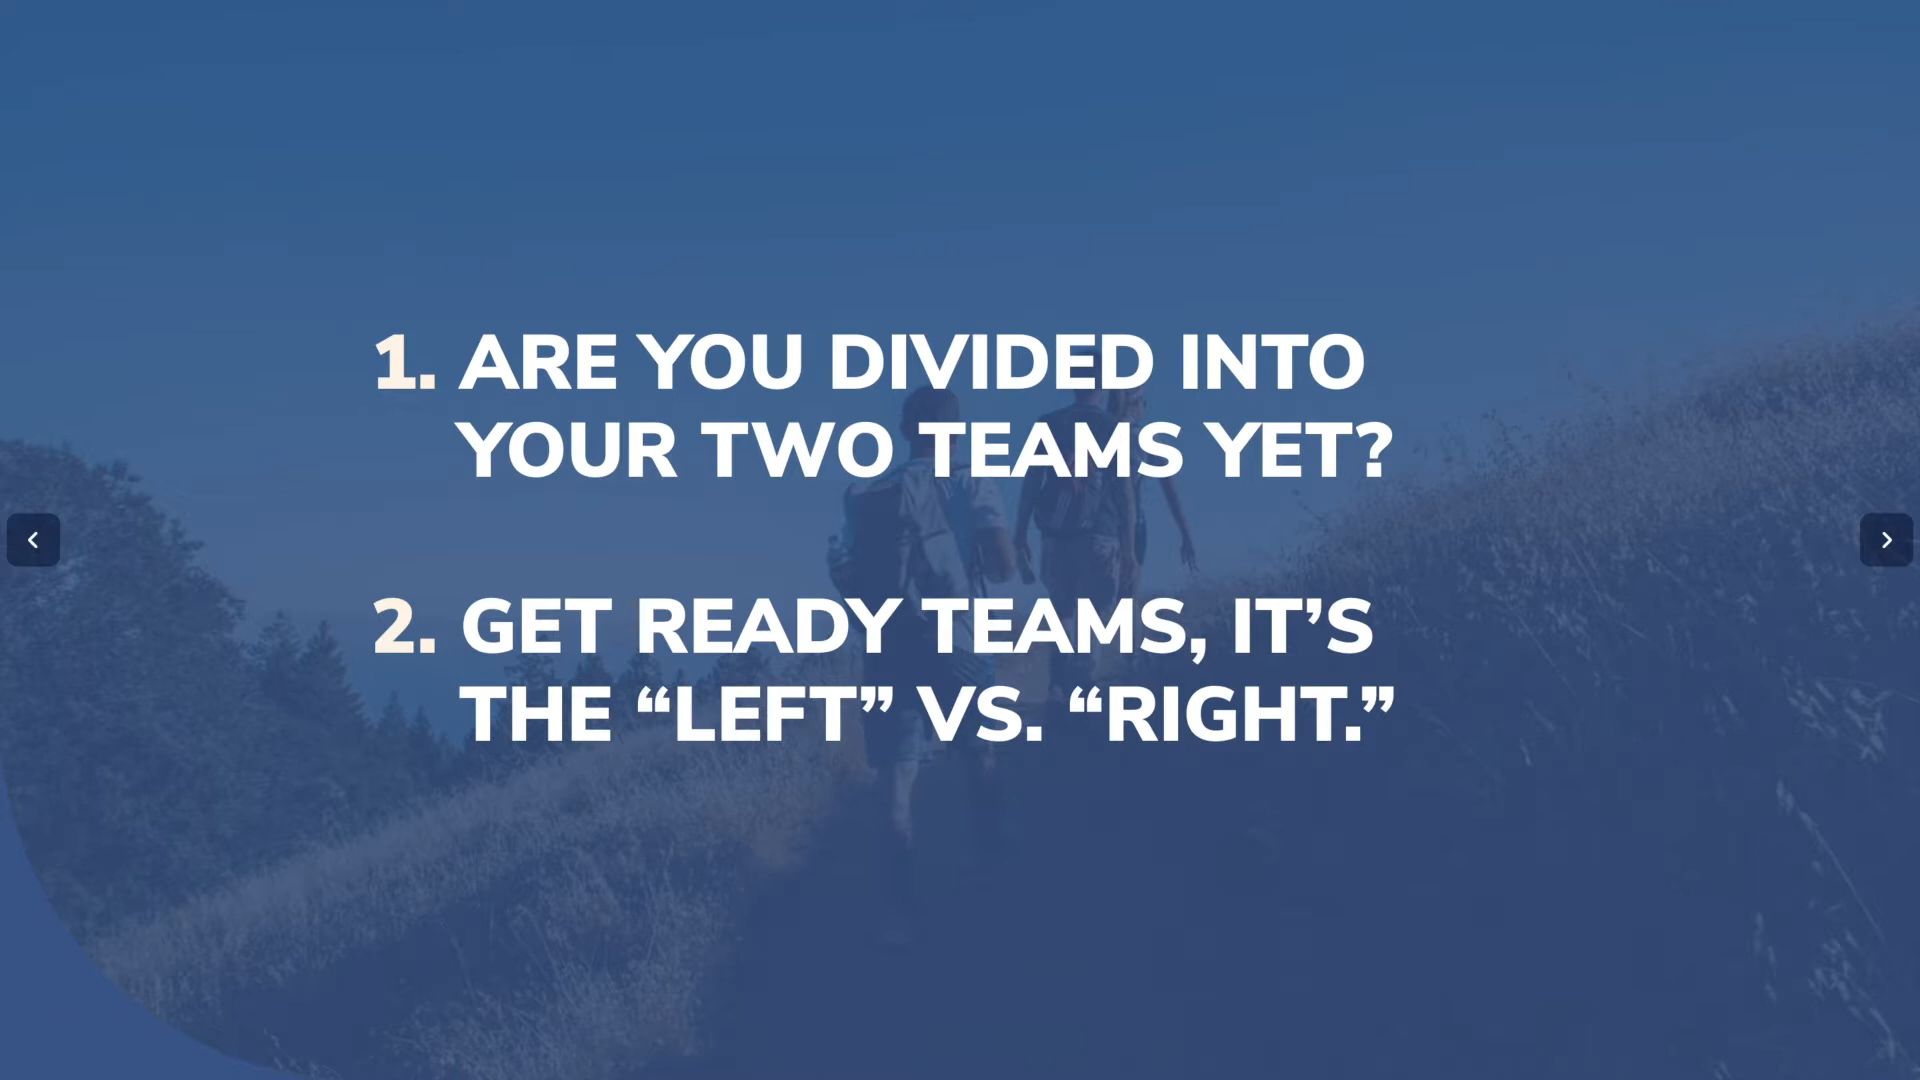 1. ARE YOU DIVIDED INTO
YOUR TWO TEAMS YET?
2. GET READY TEAMS, IT’S
THE “LEFT” VS. “RIGHT.”